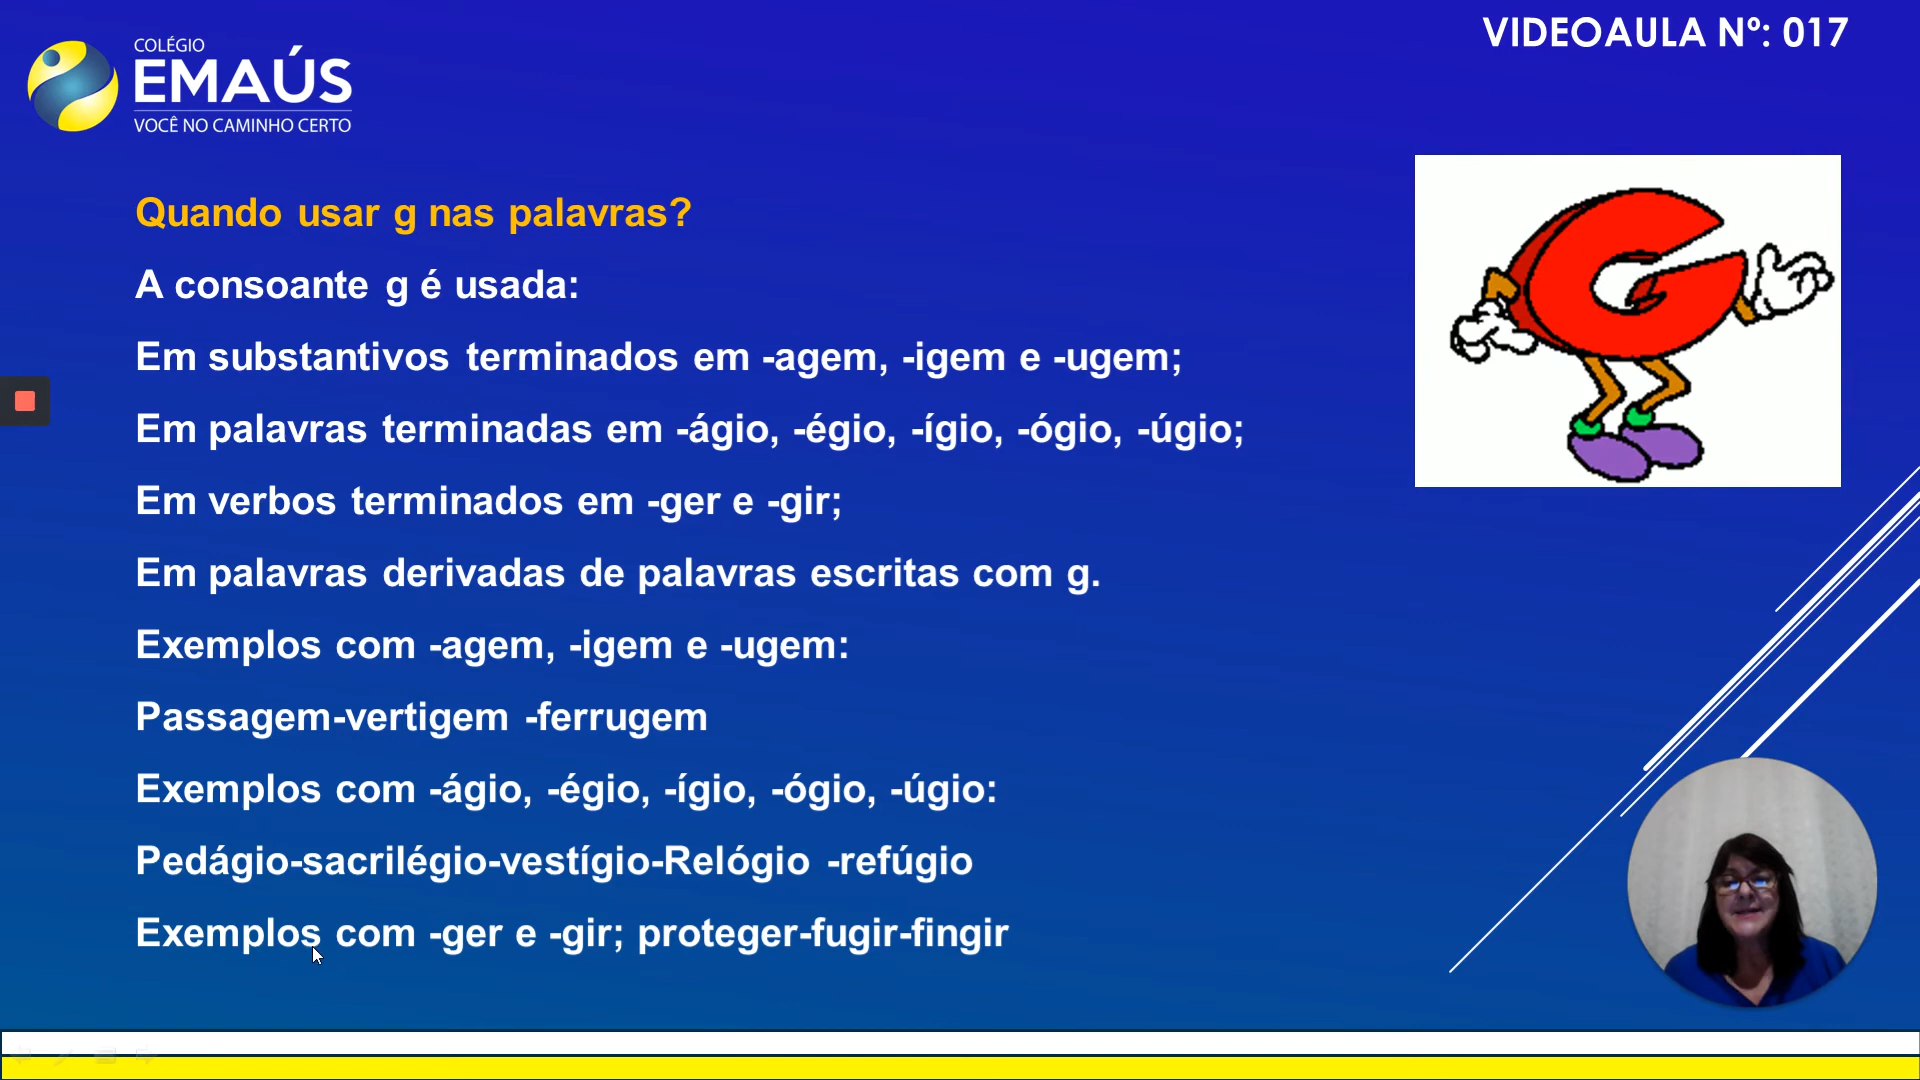 VIDEOAULA Nº: 017
COLÉGIO
EMAÚS
VOCÊ NO CAMINHO CERTO
Quando usar g nas palavras?
A consoante g é usada:
Em substantivos terminados em -agem, -igem e -ugem;
Em palavras terminadas em -ágio, -égio, -ígio, -ógio, -úgio;
Em verbos terminados em -ger e -gir;
Em palavras derivadas de palavras escritas com g.
Exemplos com -agem, -igem e -ugem:
Passagem-vertigem -ferrugem
Exemplos com -ágio, -égio, -ígio, -ógio, -úgio:
Pedágio-sacrilégio-vestígio-Relógio -refúgio
Exemplos com -ger e -gir; proteger-fugir-fingir